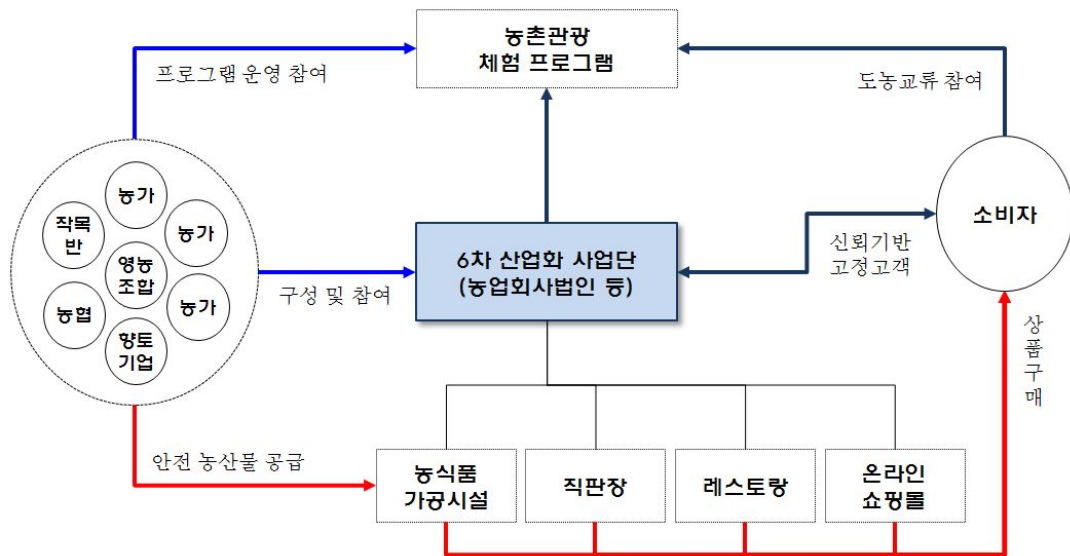 농촌관광
체험 프로그램
프로그램 운영 참여
도농교류 참여
농가
작목
반
농가
영농
조합
농협
농가
향토
기업
구성 및 참여
6차 산업화 사업단
(농업회사법인 등)
신뢰기반
고정고객
소비자
상
품
구
매
안전 농산물 공급
농식품
가공시설
직판장
레스토랑
온라인
쇼핑몰